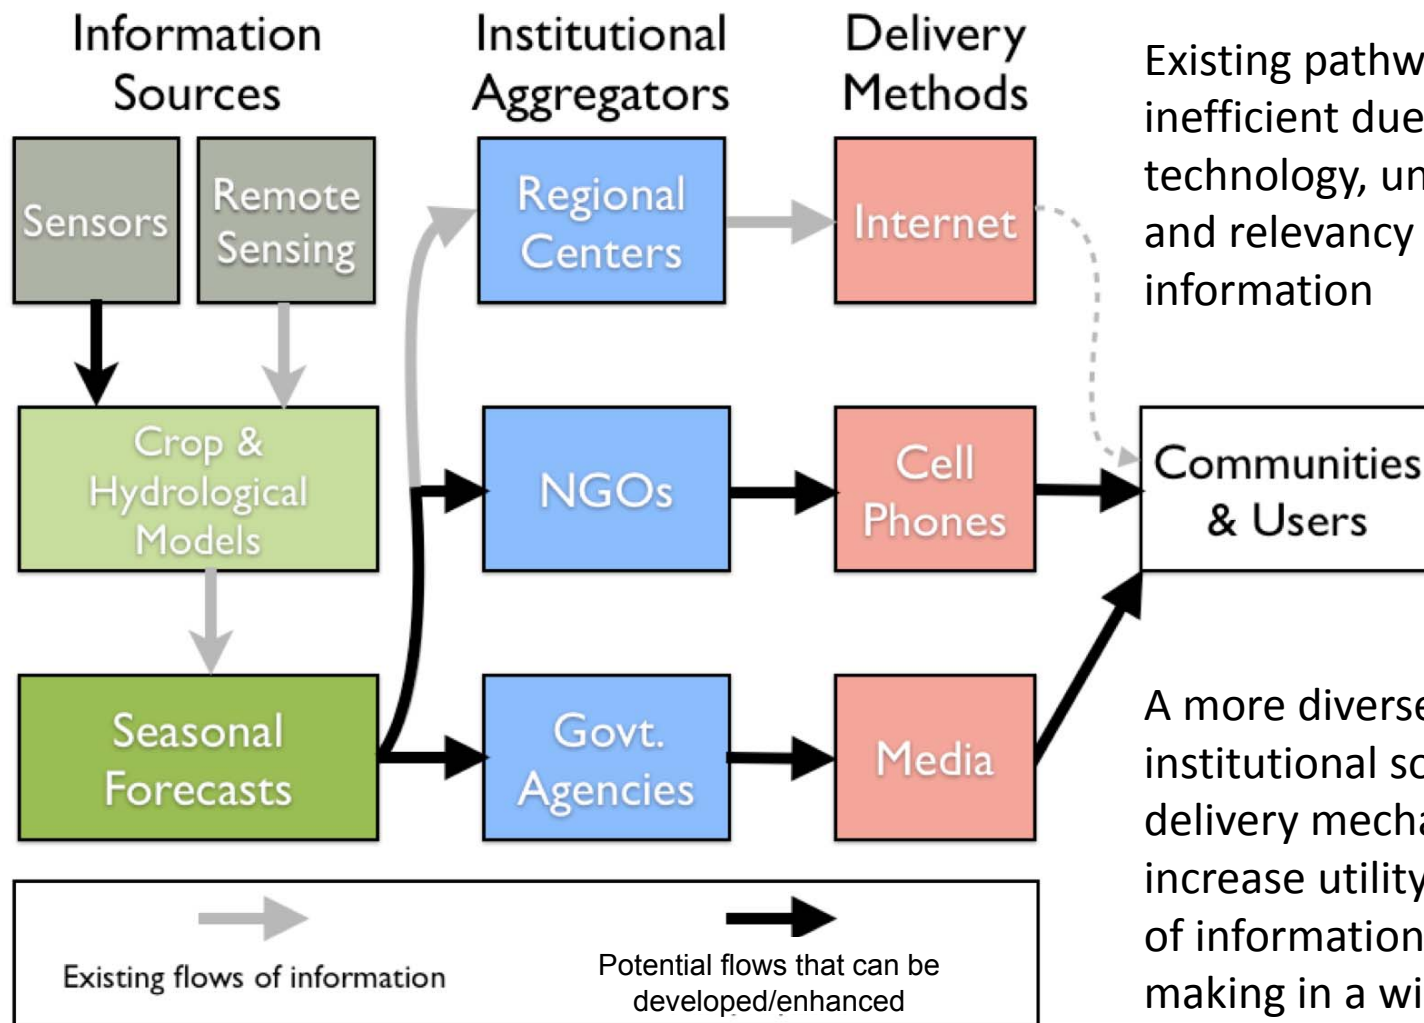 Information
Sources
Institutional
Aggregators
Delivery
Methods
Sensors
Remote
Sensing
Regional
Centers
Internet
Crop &
Hydrological
Models
NGOs
Cell
Phones
Communities
& Users
Seasonal
Forecasts
Govt.
Agencies
Media
Existing flows of information
Potential flows that can be
developed/enhanced
Existing pathw
inefficient due
technology, un
and relevancy
information
A more diverse
institutional so
delivery mecha
increase utility
of information
making in a wi